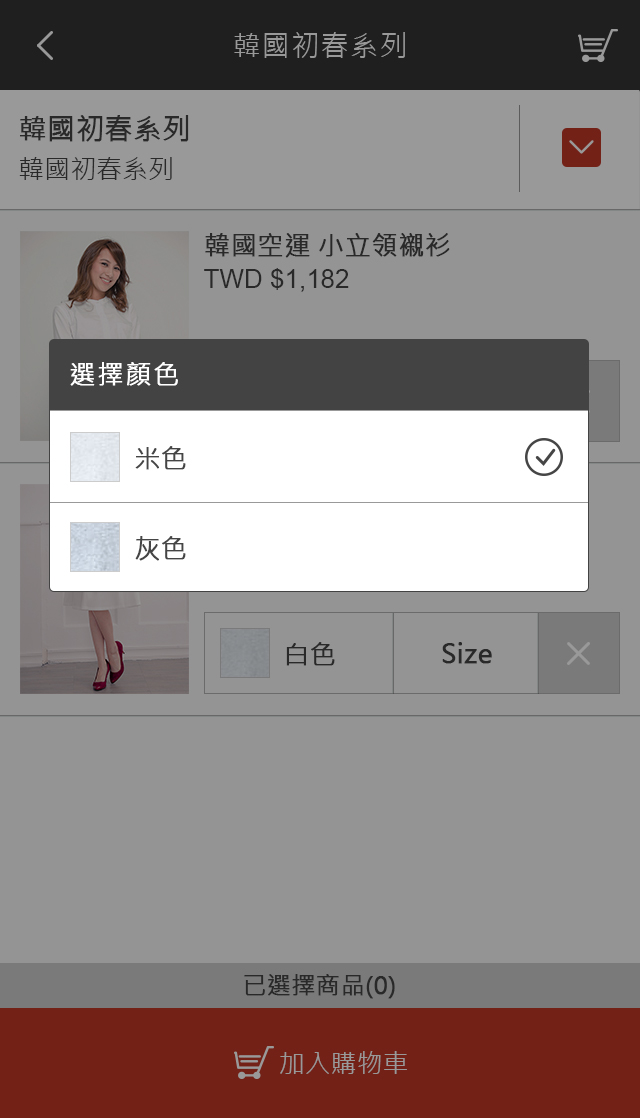 韓國初春系列
韓國初春系列
韓國初春系列
韓國空運 小立領襯衫
TWD $1,182
選擇顏色
米色
灰色
白色
Size
已選擇商品(0)
加入購物車